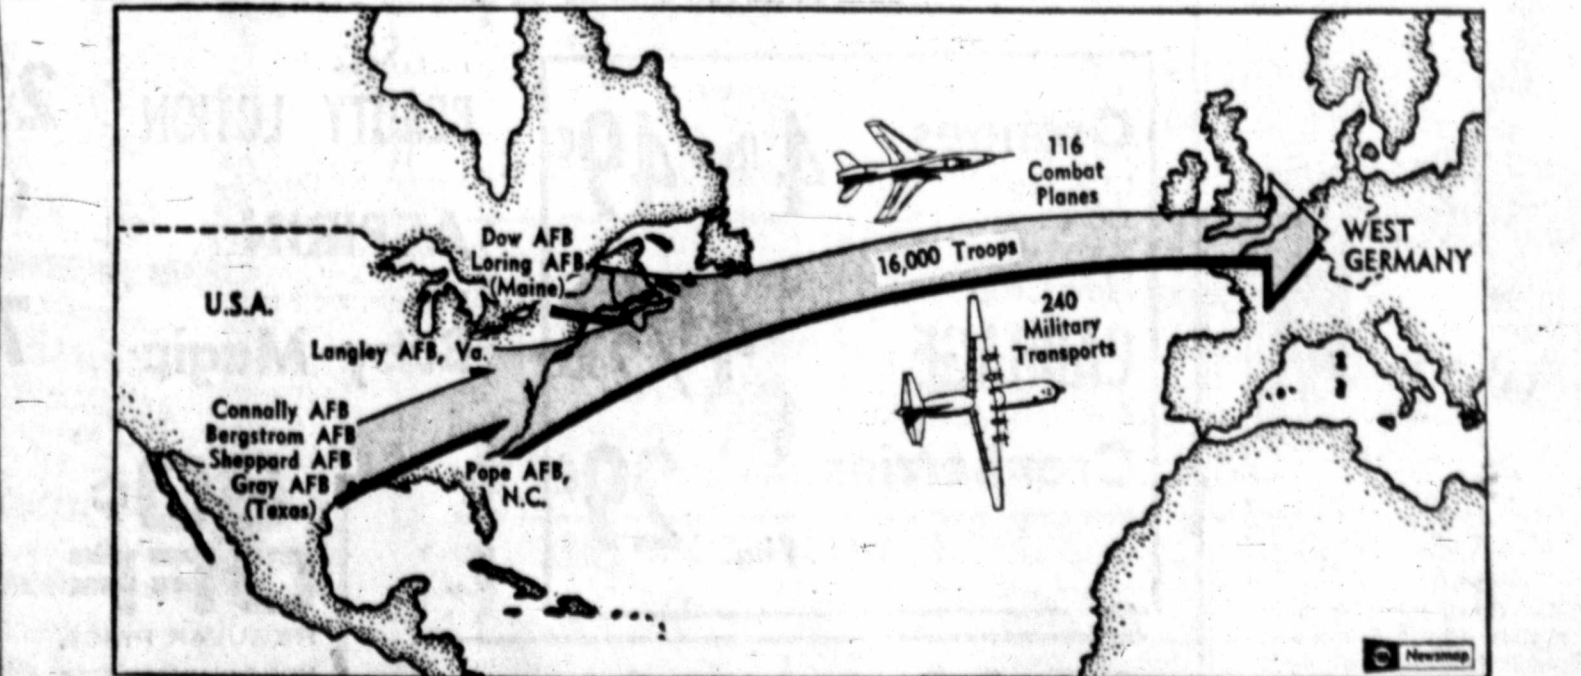 116
Combat
Planes
Dow AFB
Loring AFB
(Maine)
16,000 Troops
WEST
GERMANY
U.S.A.
240
Military
Transports
Langley AFB, Va.
Connally AFB
Bergstrom AFB
Sheppard AFB
Gray AFB
(Texas)
Pope AFB,
N.C.
Newsmap